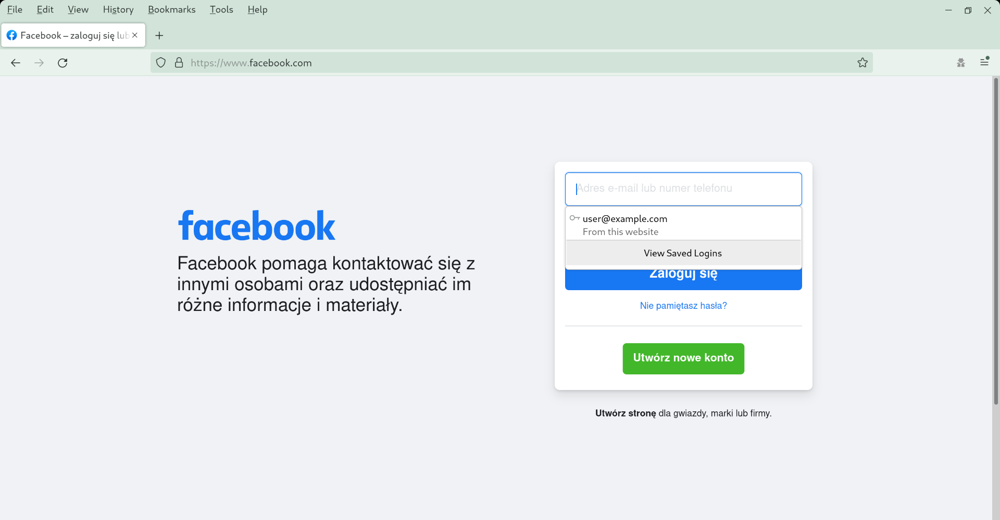 File Edit View History Bookmarks Tools Help
Facebook – zaloguj się lub
https://www.facebook.com
facebook
Facebook pomaga kontaktować się z
innymi osobami oraz udostępniać im
różne informacje i materiały.
Adres e-mail lub numer telefonu
user@example.com
From this website
View Saved Logins
Zaloguj się
Nie pamiętasz hasła?
Utwórz nowe konto
Utwórz stronę dla gwiazdy, marki lub firmy.